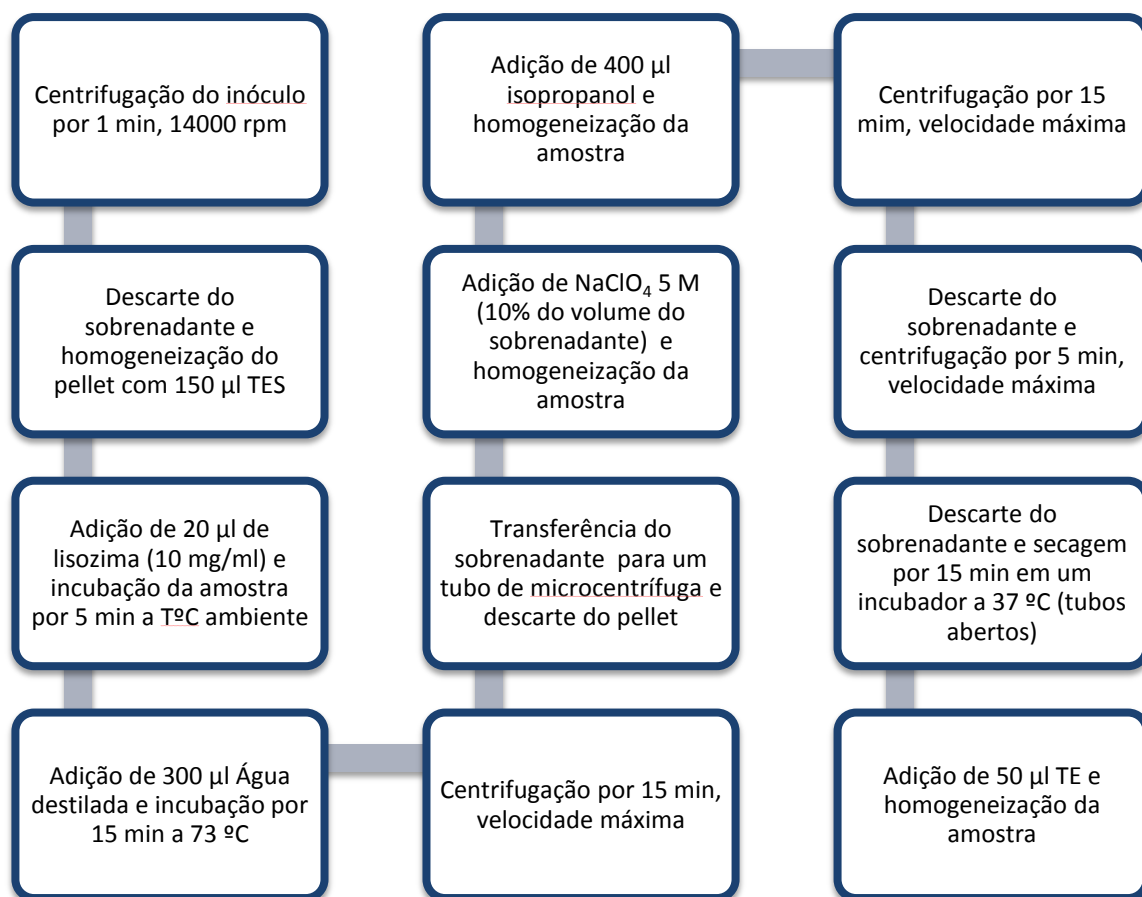 Centrifugação do inóculo
por 1 min, 14000 rpm
Descarte do
sobrenadante e
homogeneização do
pellet com 150 µl TES
Adição de 20 µl de
lisozima (10 mg/ml) e
incubação da amostra
por 5 min a TºC ambiente
Adição de 300 µl Água
destilada e incubação por
15 min a 73 ºC
Centrifugação por 15 min,
velocidade máxima
Transferência do
sobrenadante para um
tubo de microcentrífuga e
descarte do pellet
Adição de NaClO₄ 5 M
(10% do volume do
sobrenadante) e
homogeneização da
amostra
Adição de 400 µl
isopropanol e
homogeneização da
amostra
Centrifugação por 15
mim, velocidade máxima
Descarte do
sobrenadante e
centrifugação por 5 min,
velocidade máxima
Descarte do
sobrenadante e secagem
por 15 min em um
incubador a 37 ºC (tubos
abertos)
Adição de 50 µl TE e
homogeneização da
amostra